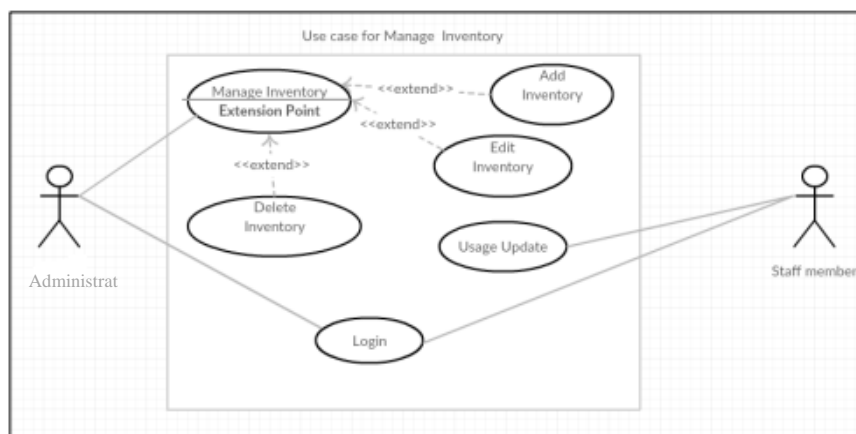 Use case for Manage Inventory
Manage Inventory
Extension Point
<<extend>>
Add
Inventory
<<extend>>
Edit
Inventory
<<extend>>
Delete
Inventory
Usage Update
Administrat
Staff member
Login